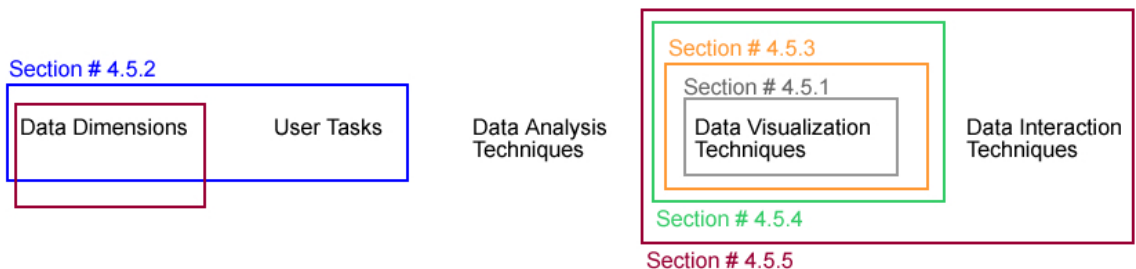 Section # 4.5.3
Section # 4.5.2
Section # 4.5.1
Data Dimensions
User Tasks
Data Analysis
Techniques
Data Visualization
Techniques
Data Interaction
Techniques
Section # 4.5.4
Section # 4.5.5